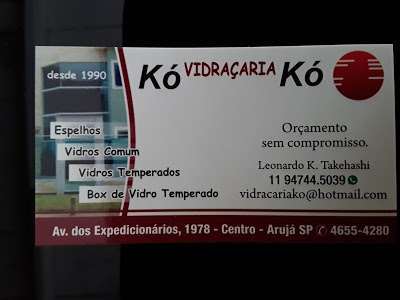 desde 1990
Kó VIDRAÇARIA Kó
Espelhos
Vidros Comum
Vidros Temperados
Box de Vidro Temperado
Orçamento
sem compromisso.
Leonardo K. Takehashi
11 94744.5039
vidracariako@hotmail.com
Av. dos Expedicionários, 1978 - Centro - Arujá SP 4655-4280